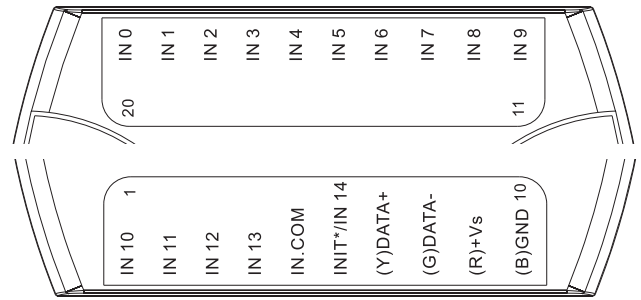 IN 0
IN 1
IN 2
IN 3
IN 4
IN 5
IN 6
IN 7
IN 8
IN 9
20
11
1
IN 10
IN 11
IN 12
IN 13
IN.COM
INIT*/IN 14
(Y)DATA+
(G)DATA-
(R)+Vs
(B)GND 10